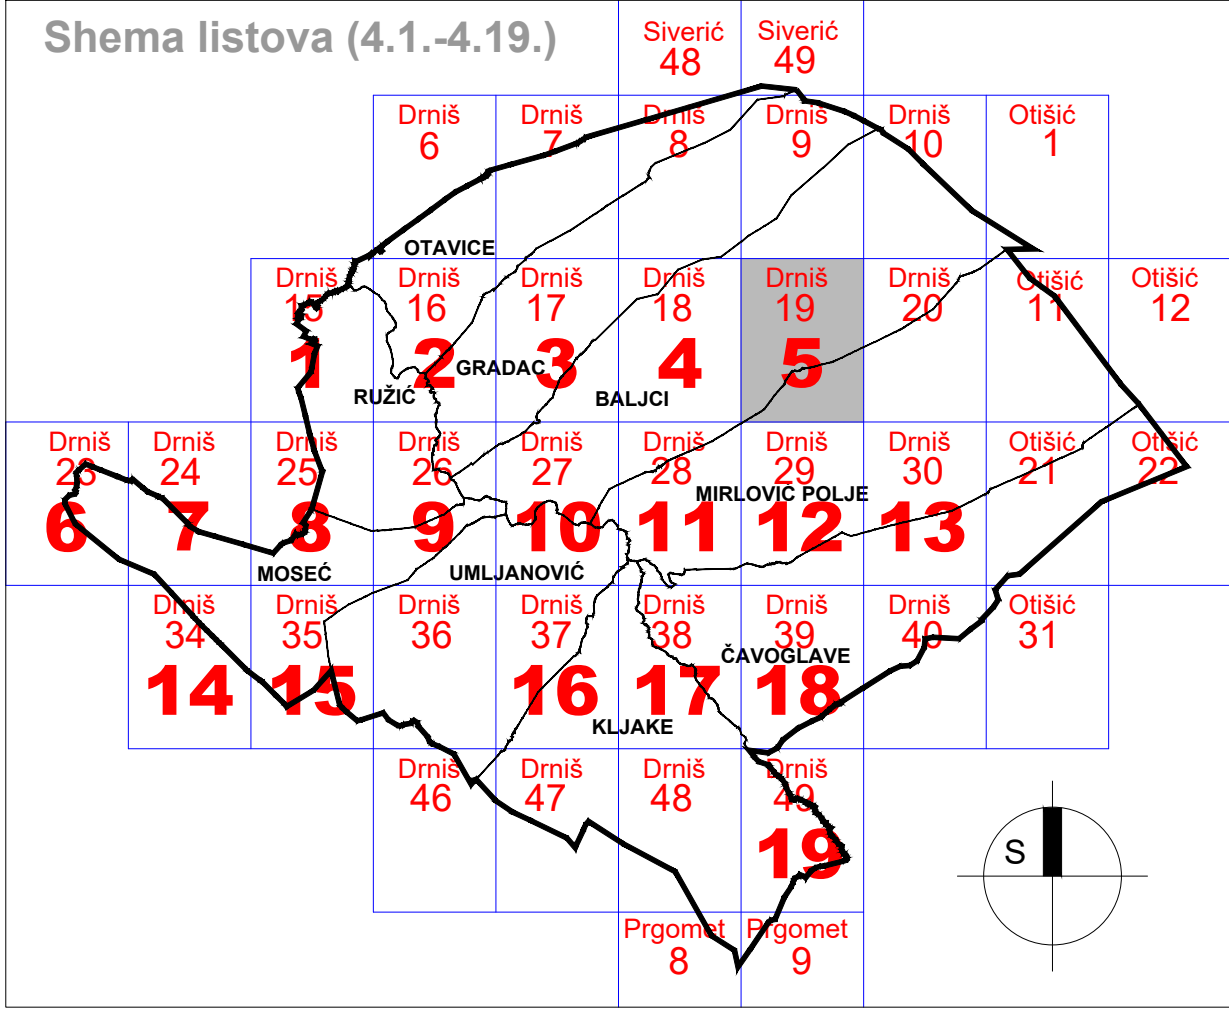 Shema listova (4.1.-4.19.)
Siverić
48
Siverić
49
Drniš
6
Drniš
7
Drniš
8
Drniš
9
Drniš
10
Otišić
1
OTAVICE
Drniš
15
1
Drniš
16
2
Drniš
17
3
Drniš
18
4
Drniš
19
5
Drniš
20
Otišić
11
Otišić
12
RUŽIĆ
GRADAC
BALJCI
Drniš
23
6
Drniš
24
7
Drniš
25
8
Drniš
26
9
Drniš
27
10
Drniš
28
11
Drniš
29
12
Drniš
30
13
Otišić
21
Otišić
22
MIRLOVIĆ POLJE
MOSEĆ
UMLJANOVIĆ
Drniš
34
14
Drniš
35
15
Drniš
36
Drniš
37
16
Drniš
38
17
Drniš
39
18
Drniš
40
Otišić
31
ČAVOGLAVE
KLJAKE
Drniš
46
Drniš
47
Drniš
48
Drniš
49
19
S
Prgomet
8
Prgomet
9